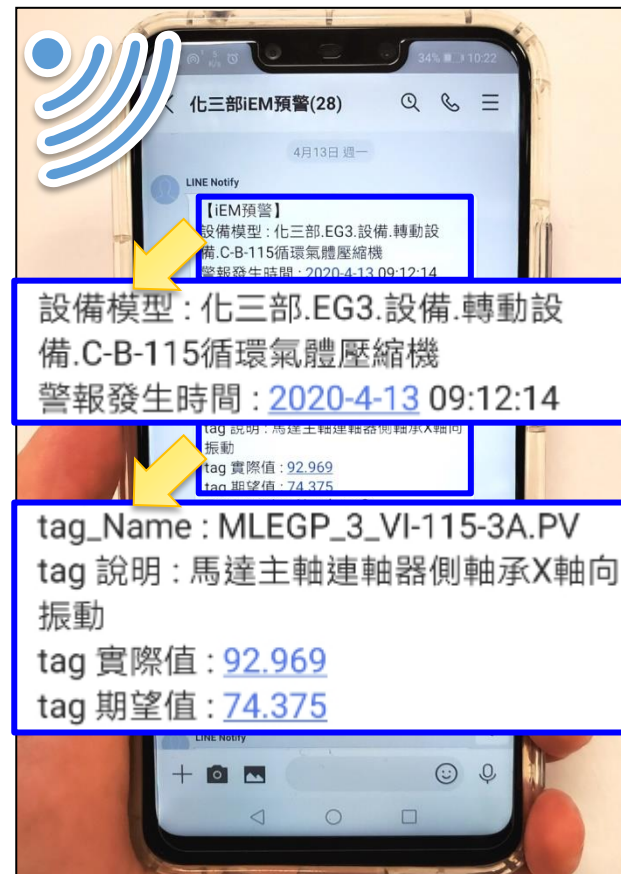 34% 10:22
化三部iEM預警(28)
4月13日 週一
LINE Notify
【iEM預警】
設備模型 : 化三部.EG3.設備.轉動設
備.C-B-115循環氣體壓縮機
警報發生時間 : 2020-4-13 09:12:14
設備模型 : 化三部.EG3.設備.轉動設
備.C-B-115循環氣體壓縮機
警報發生時間 : 2020-4-13 09:12:14
tag 說明 : 馬達主軸連軸器側軸承X軸向
振動
tag 實際值 : 92.969
tag 期望值 : 74.375
tag_Name : MLEGP_3_VI-115-3A.PV
tag 說明 : 馬達主軸連軸器側軸承X軸向
振動
tag 實際值 : 92.969
tag 期望值 : 74.375
LINE Notify